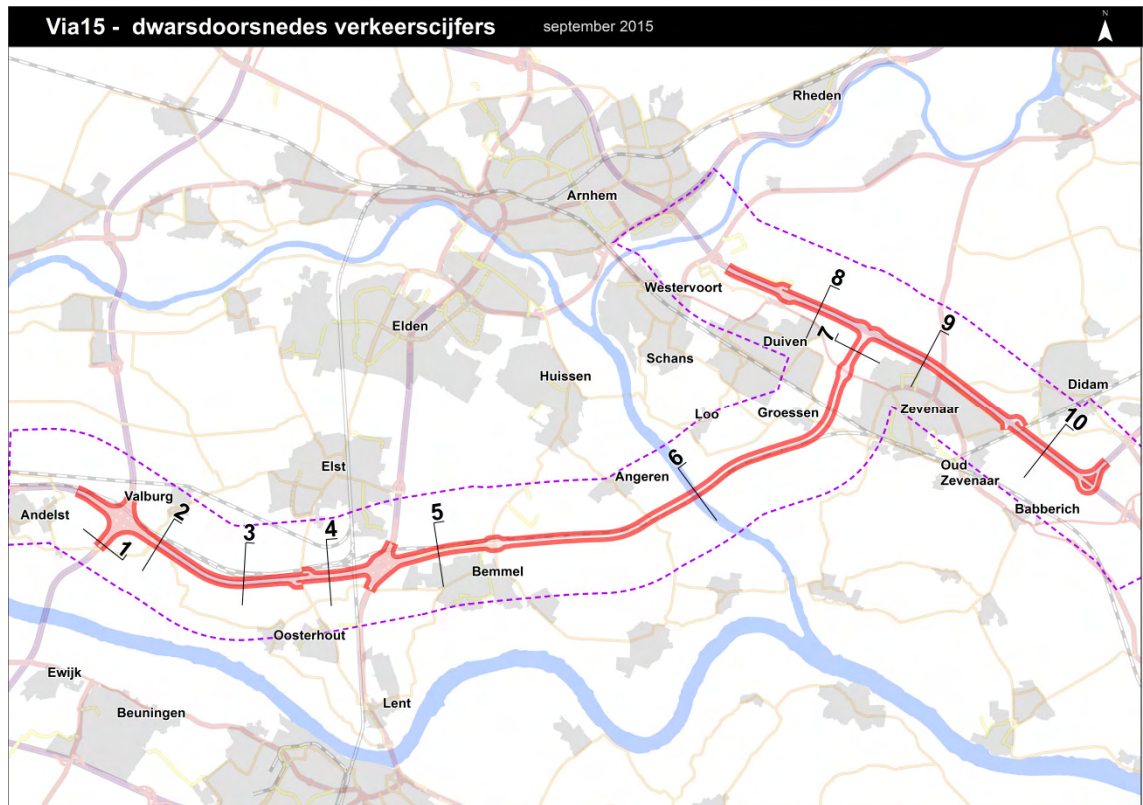 Via15 - dwarsdoorsnedes verkeerscijfers september 2015
N
Rheden
Arnhem
Westervoort
8
Elden
Duiven
7
9
Schans
Huissen
Didam
Loo
Groessen
Zevenaar
10
Elst
6
Angeren
Oud
Zevenaar
Valburg
Andelst
2
Babberich
1
3
4
5
Bemmel
Oosterhout
Ewijk
Lent
Beuningen